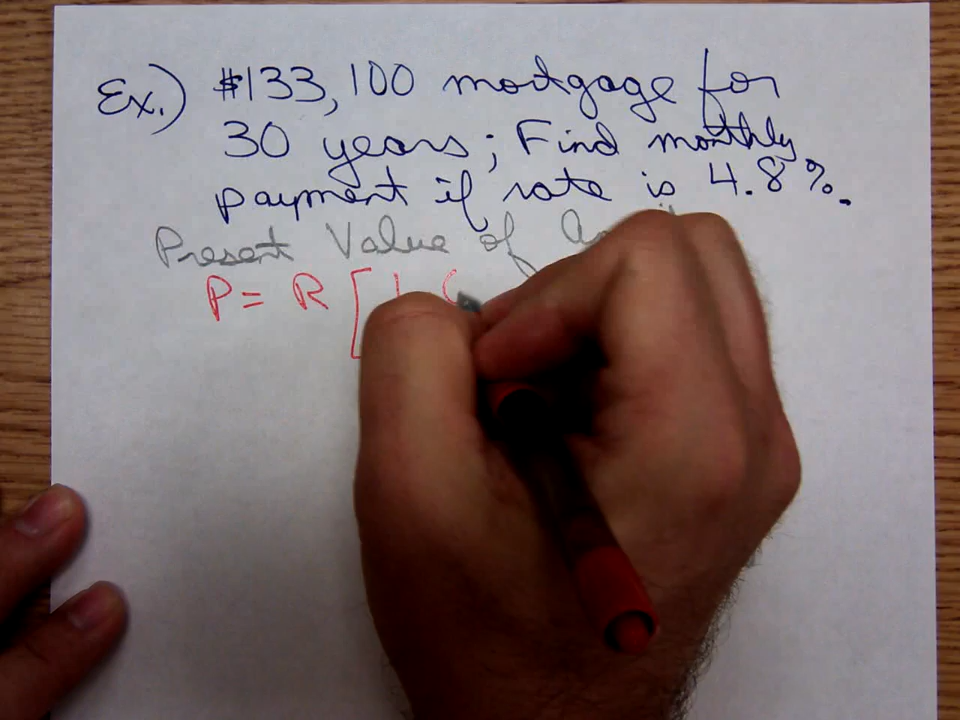 Ex.) $133,100 mortgage for
30 years; Find monthly
payment if rate is 4.8%.
Present Value of
P = R [ 1 (